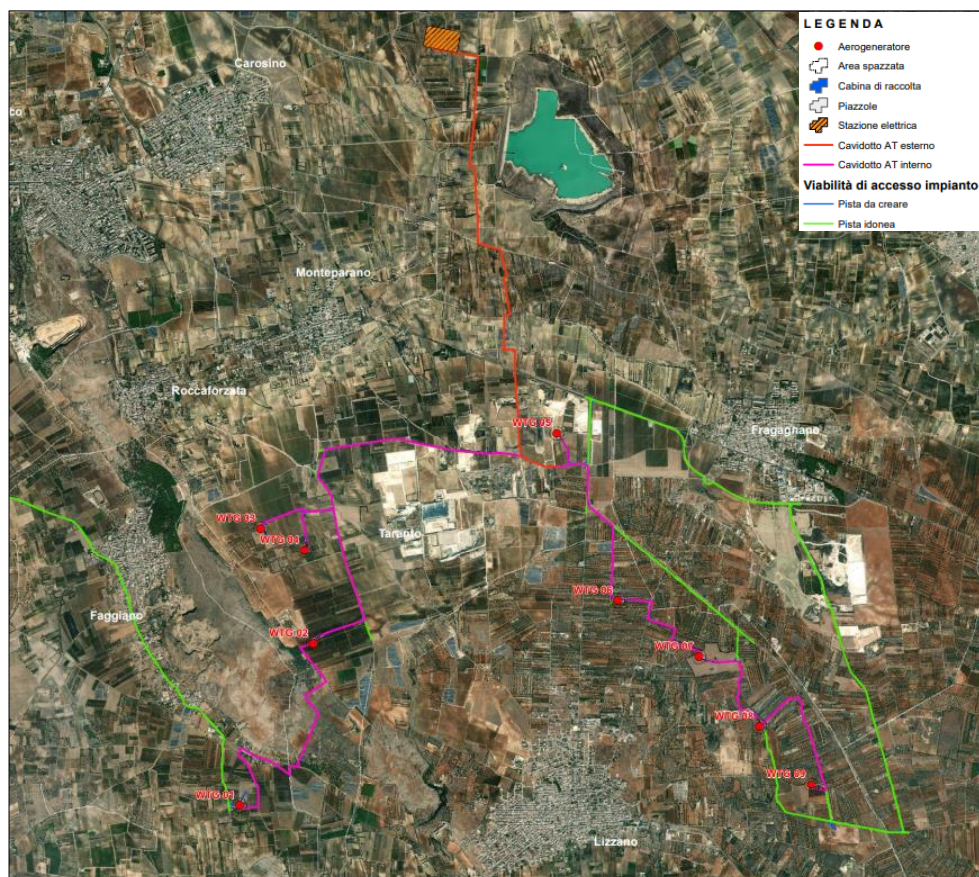 LEGENDA
Aerogeneratore
Area spazzata
Cabina di raccolta
Piazzole
Stazione elettrica
Cavidotto AT esterno
Cavidotto AT interno
Viabilità di accesso impianto
Pista da creare
Pista idonea
Carosino
co
Monteparano
Roccaforzata
WTG 05
Fragagnano
WTG 03
Taranto
WTG 04
WTG 06
Faggiano
WTG 02
WTG 07
WTG 08
WTG 09
WTG 01
Lizzano